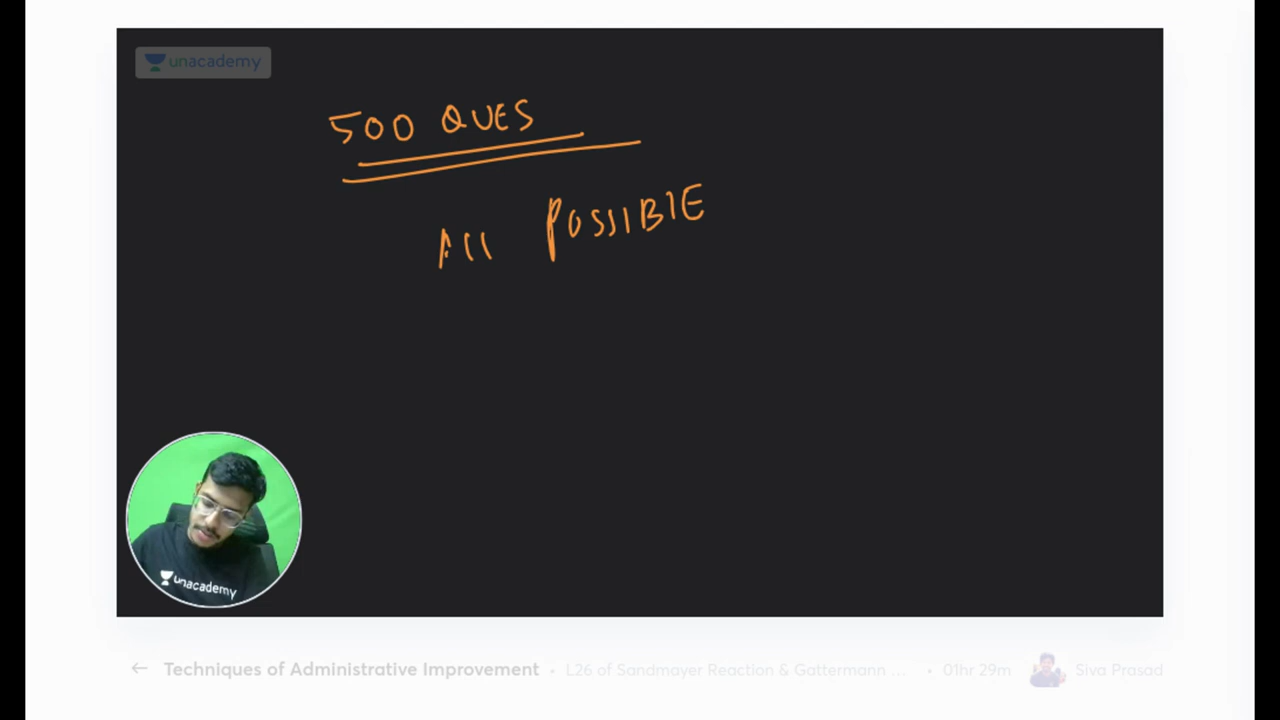 unacademy
500 QUES
All POSSIBLE
unacademy
← Techniques of Administrative Improvement • L26 of Sandmayer Reaction & Gattermann ... • 01hr 29m Siva Prasad